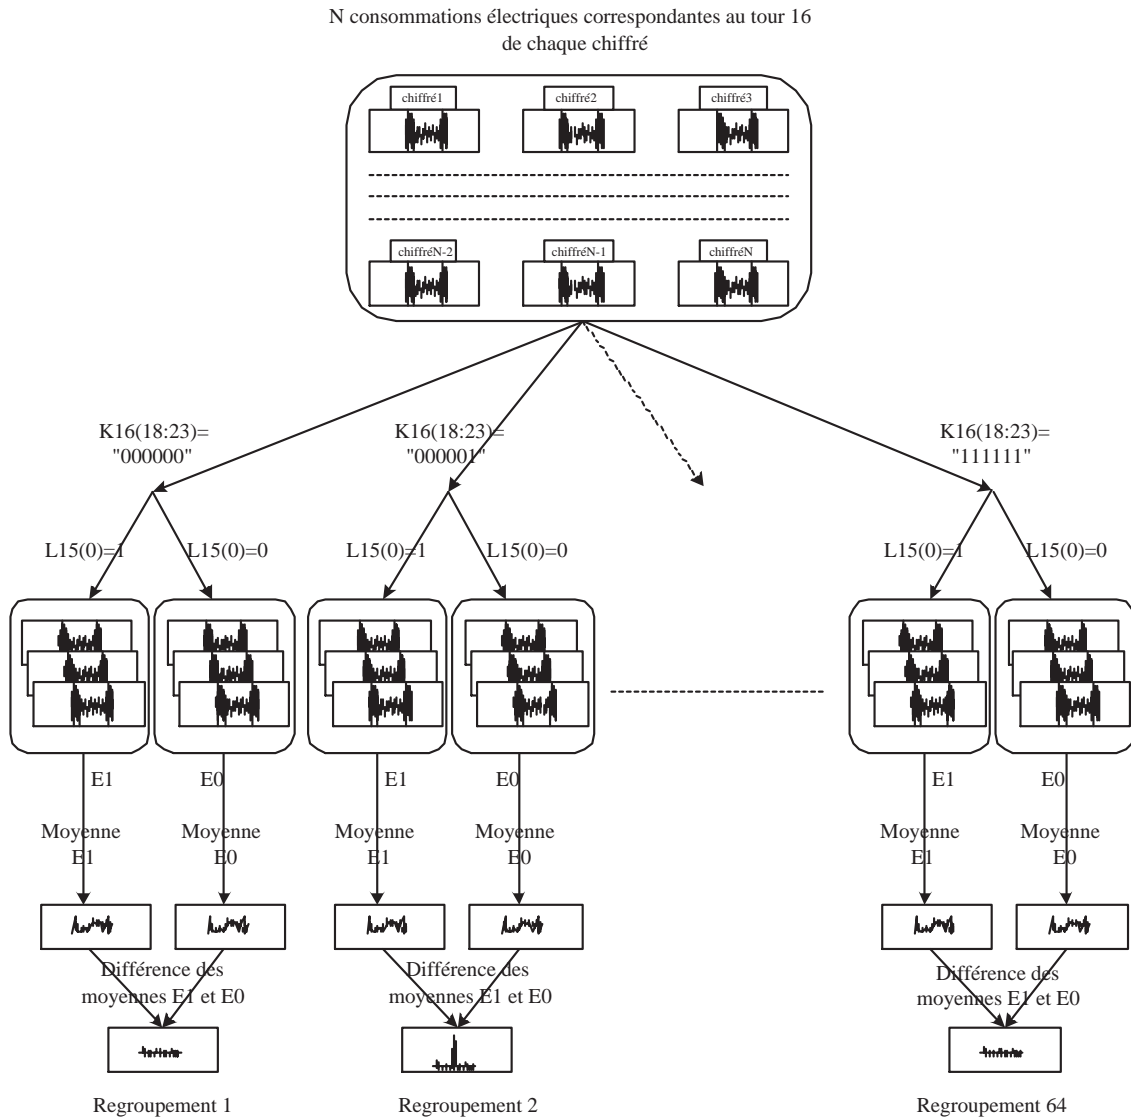 N consommations électriques correspondantes au tour 16
de chaque chiffré
chiffré1
chiffré2
chiffré3
chiffréN-2
chiffréN-1
chiffréN
K16(18:23)=
"000000"
K16(18:23)=
"000001"
K16(18:23)=
"111111"
L15(0)=1
L15(0)=0
L15(0)=1
L15(0)=0
L15(0)=1
L15(0)=0
E1
E0
E1
E0
E1
E0
Moyenne
E1
Moyenne
E0
Moyenne
E1
Moyenne
E0
Moyenne
E1
Moyenne
E0
Différence des
moyennes E1 et E0
Différence des
moyennes E1 et E0
Différence des
moyennes E1 et E0
Regroupement 1
Regroupement 2
Regroupement 64